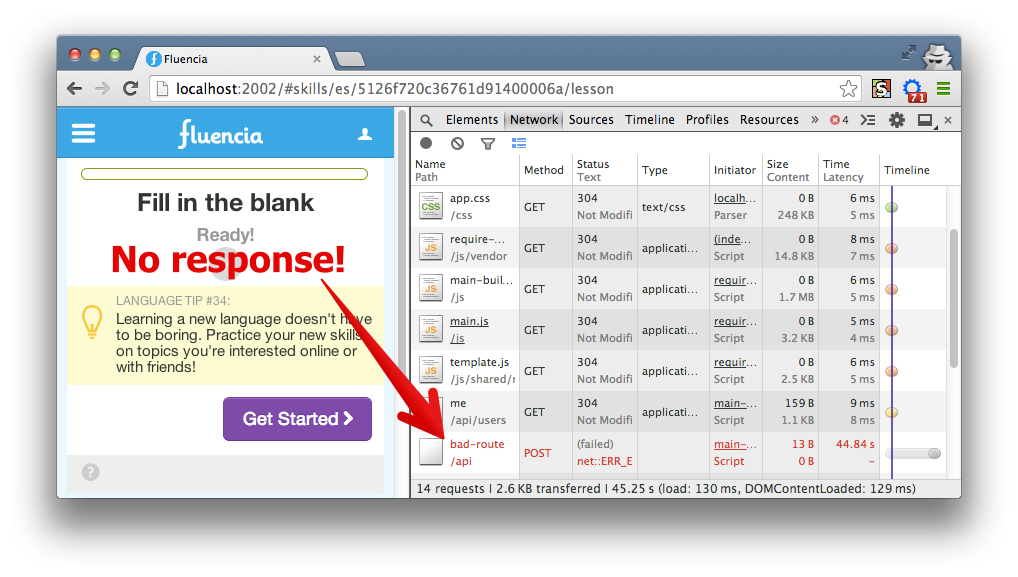 Fluencia
localhost:2002/#skills/es/5126f720c36761d91400006a/lesson
71
fluencia
Fill in the blank
Ready!
No response!
LANGUAGE TIP #34:
Learning a new language doesn't have
to be boring. Practice your new skills
on topics you're interested online or
with friends!
Get Started
?
Elements Network Sources Timeline Profiles Resources » 4
Name Path Method Status Text Type Initiator Size Content Time Latency Timeline
CSS app.css /css GET 304 Not Modifi text/css localh... Parser 0 B 248 KB 6 ms 5 ms
JS require-... /js/vendor GET 304 Not Modifi applicati... (inde... Script 0 B 14.8 KB 8 ms 7 ms
JS main-buil... /js GET 304 Not Modifi applicati... requir... Script 0 B 1.7 MB 6 ms 5 ms
JS main.js /js GET 304 Not Modifi applicati... requir... Script 0 B 3.2 KB 5 ms 4 ms
JS template.js /js/shared/r GET 304 Not Modifi applicati... requir... Script 0 B 2.5 KB 6 ms 5 ms
me /api/users GET 304 Not Modifi applicati... main-... Script 159 B 1.1 KB 9 ms 8 ms
bad-route /api POST (failed) net::ERR_E main-... Script 13 B 0 B 44.84 s –
14 requests | 2.6 KB transferred | 45.25 s (load: 130 ms, DOMContentLoaded: 129 ms)